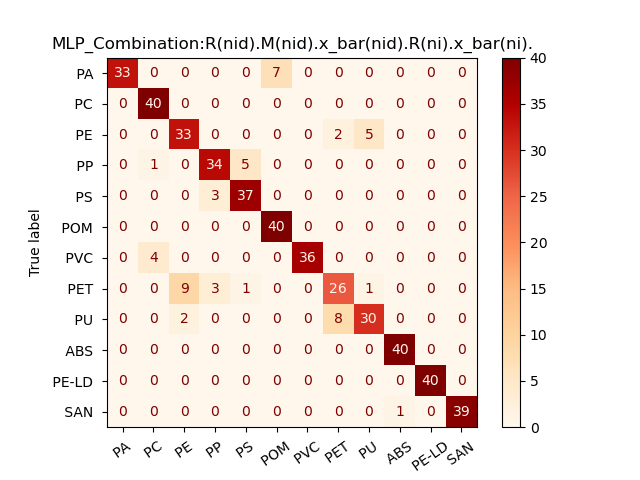 MLP_Combination:R(nid).M(nid).x_bar(nid).R(ni).x_bar(ni).
True label
PA 33 0 0 0 0 7 0 0 0 0 0 0
PC 0 40 0 0 0 0 0 0 0 0 0 0
PE 0 0 33 0 0 0 0 2 5 0 0 0
PP 0 1 0 34 5 0 0 0 0 0 0 0
PS 0 0 0 3 37 0 0 0 0 0 0 0
POM 0 0 0 0 0 40 0 0 0 0 0 0
PVC 0 4 0 0 0 0 36 0 0 0 0 0
PET 0 0 9 3 1 0 0 26 1 0 0 0
PU 0 0 2 0 0 0 0 8 30 0 0 0
ABS 0 0 0 0 0 0 0 0 0 40 0 0
PE-LD 0 0 0 0 0 0 0 0 0 0 40 0
SAN 0 0 0 0 0 0 0 0 0 1 0 39
PA PC PE PP PS POM PVC PET PU ABS PE-LD SAN
40
35
30
25
20
15
10
5
0